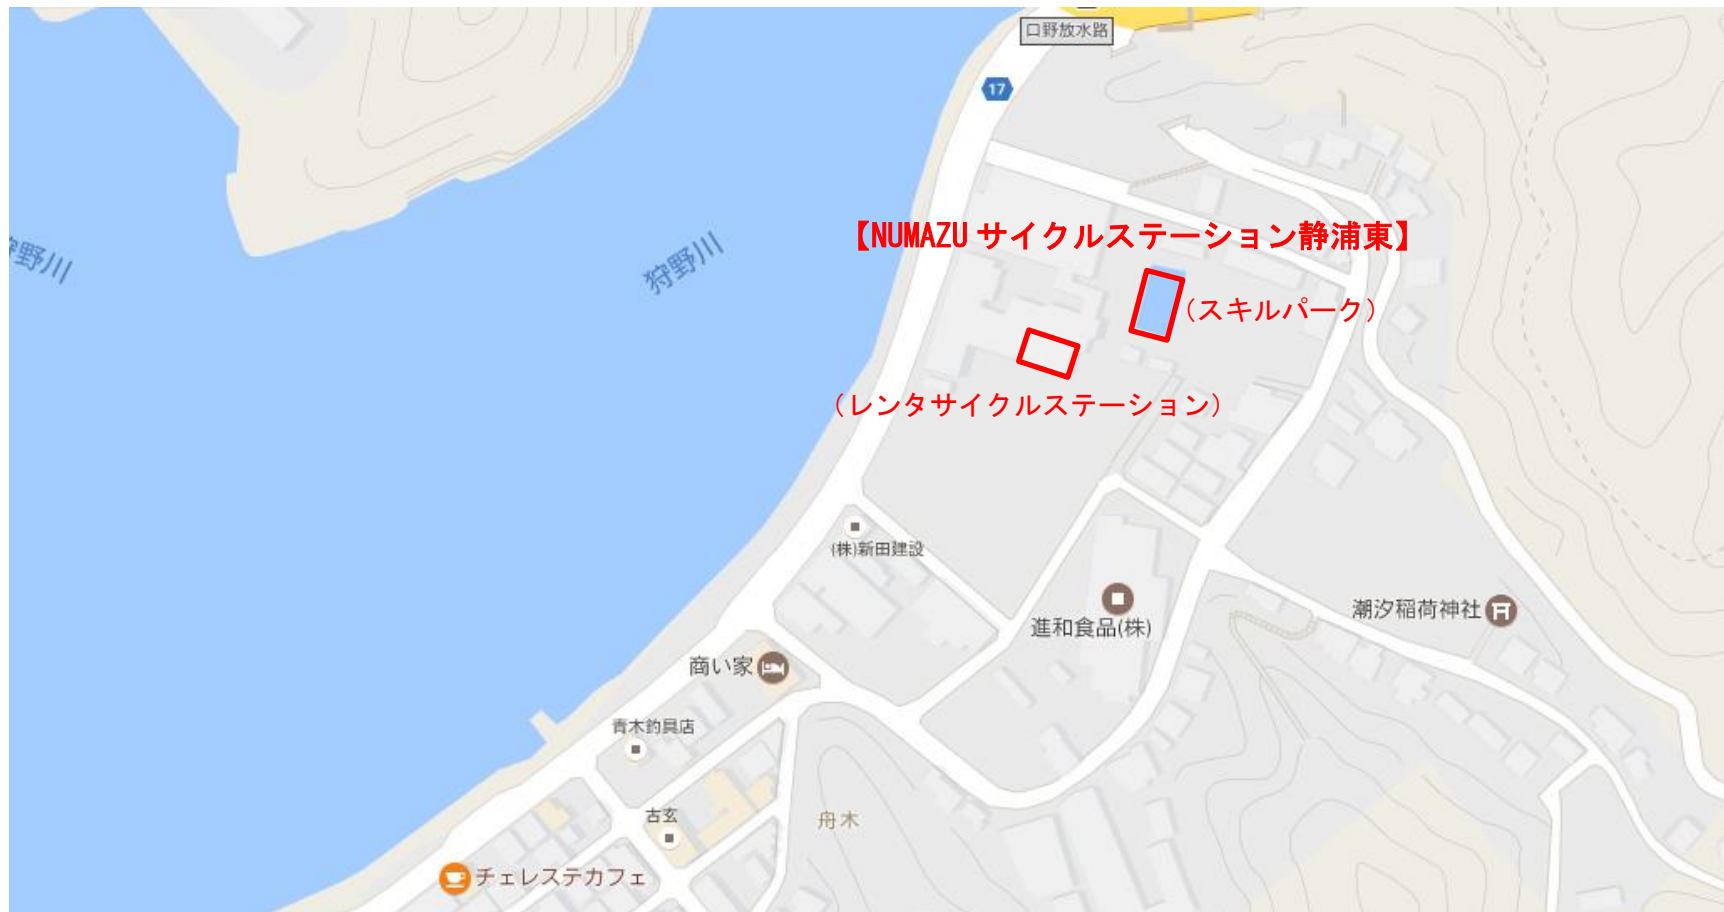 口野放水路
17
狩野川
野川
【NUMAZU サイクルステーション静浦東】
（スキルパーク）
（レンタサイクルステーション）
(株)新田建設
進和食品(株)
潮汐稲荷神社
商い家
青木釣具店
古玄
舟木
チェレステカフェ